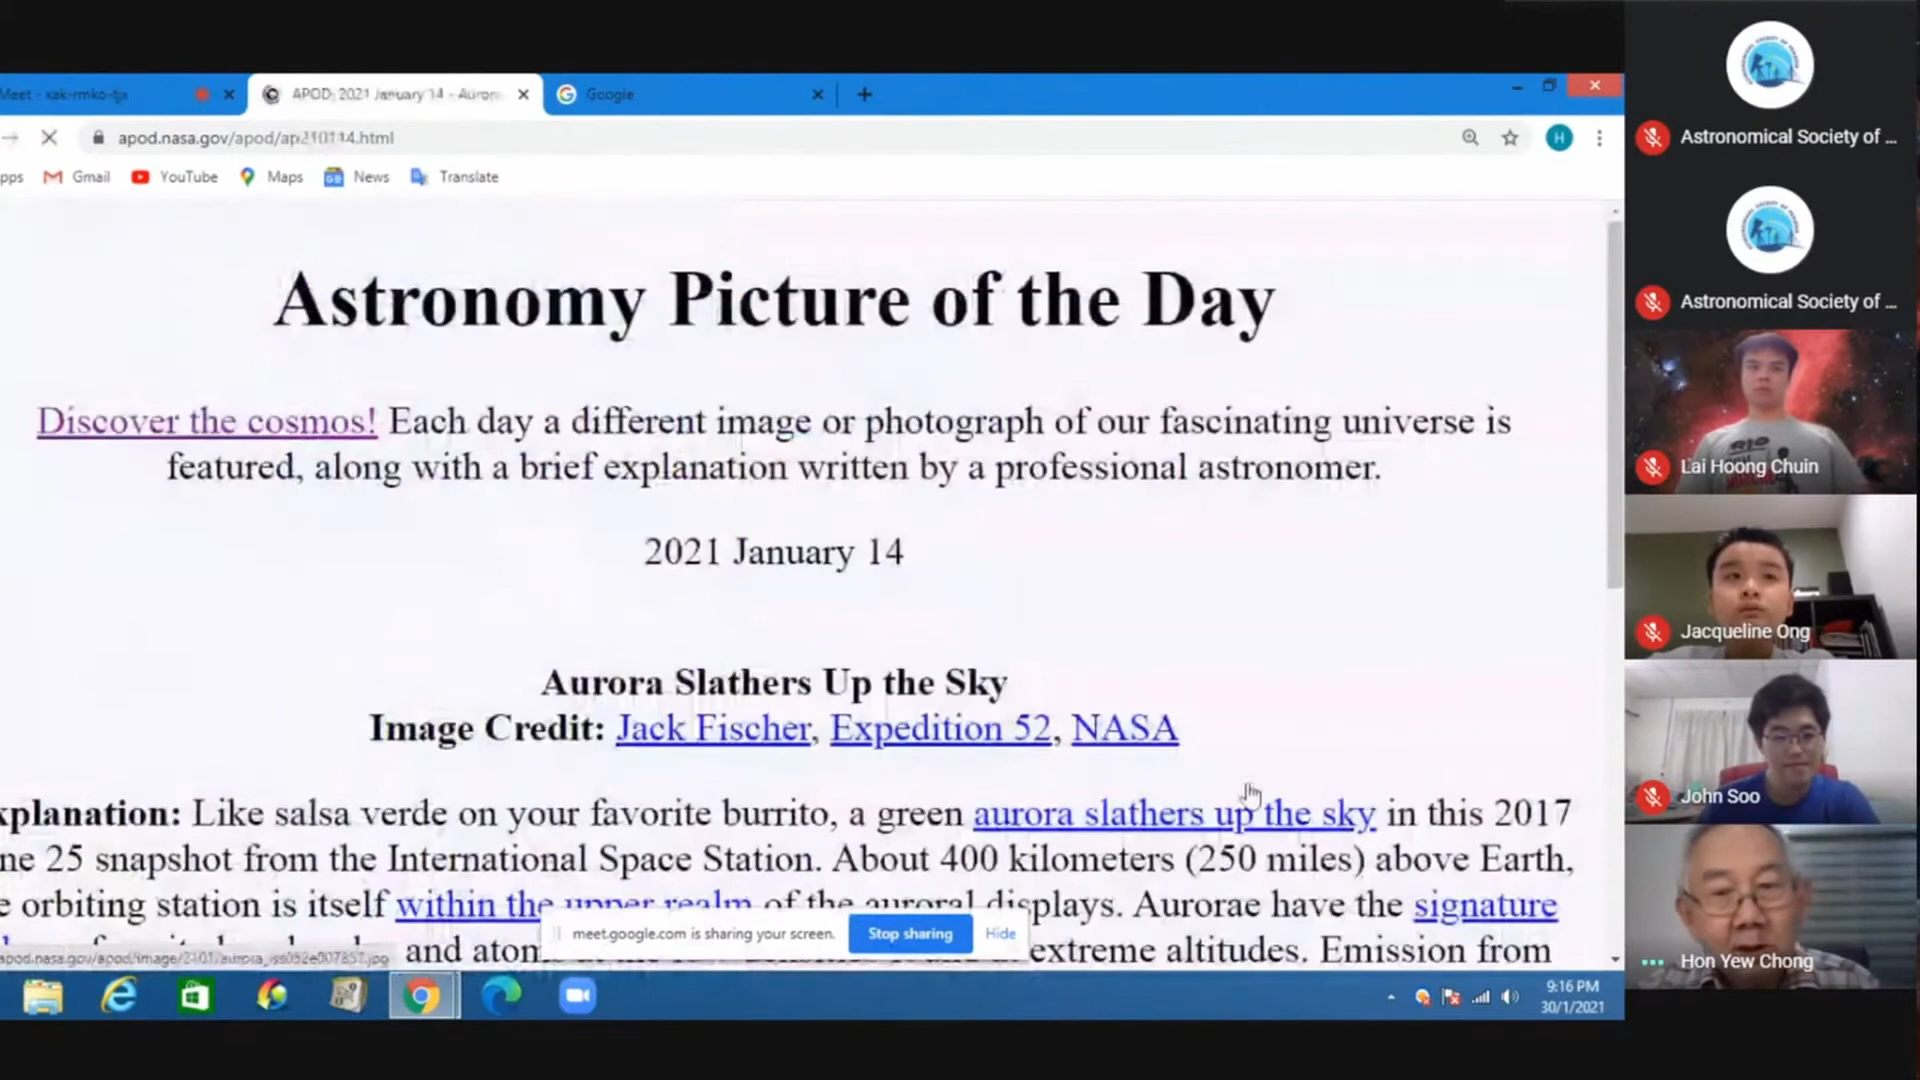 Meet - xak-rmko-tjx
APOD: 2021 January 14 - Auror
Google
apod.nasa.gov/apod/ap210114.html
H
pps
Gmail
YouTube
Maps
News
Translate
Astronomy Picture of the Day
Discover the cosmos! Each day a different image or photograph of our fascinating universe is
featured, along with a brief explanation written by a professional astronomer.
2021 January 14
Aurora Slathers Up the Sky
Image Credit: Jack Fischer, Expedition 52, NASA
xplanation: Like salsa verde on your favorite burrito, a green aurora slathers up the sky in this 2017
ne 25 snapshot from the International Space Station. About 400 kilometers (250 miles) above Earth,
e orbiting station is itself within the upper realm of the auroral displays. Aurorae have the signature
and atom extreme altitudes. Emission from
meet.google.com is sharing your screen.
Stop sharing
Hide
9:16 PM
30/1/2021
Astronomical Society of ...
Astronomical Society of ...
Lai Hoong Chuin
Jacqueline Ong
John Soo
Hon Yew Chong